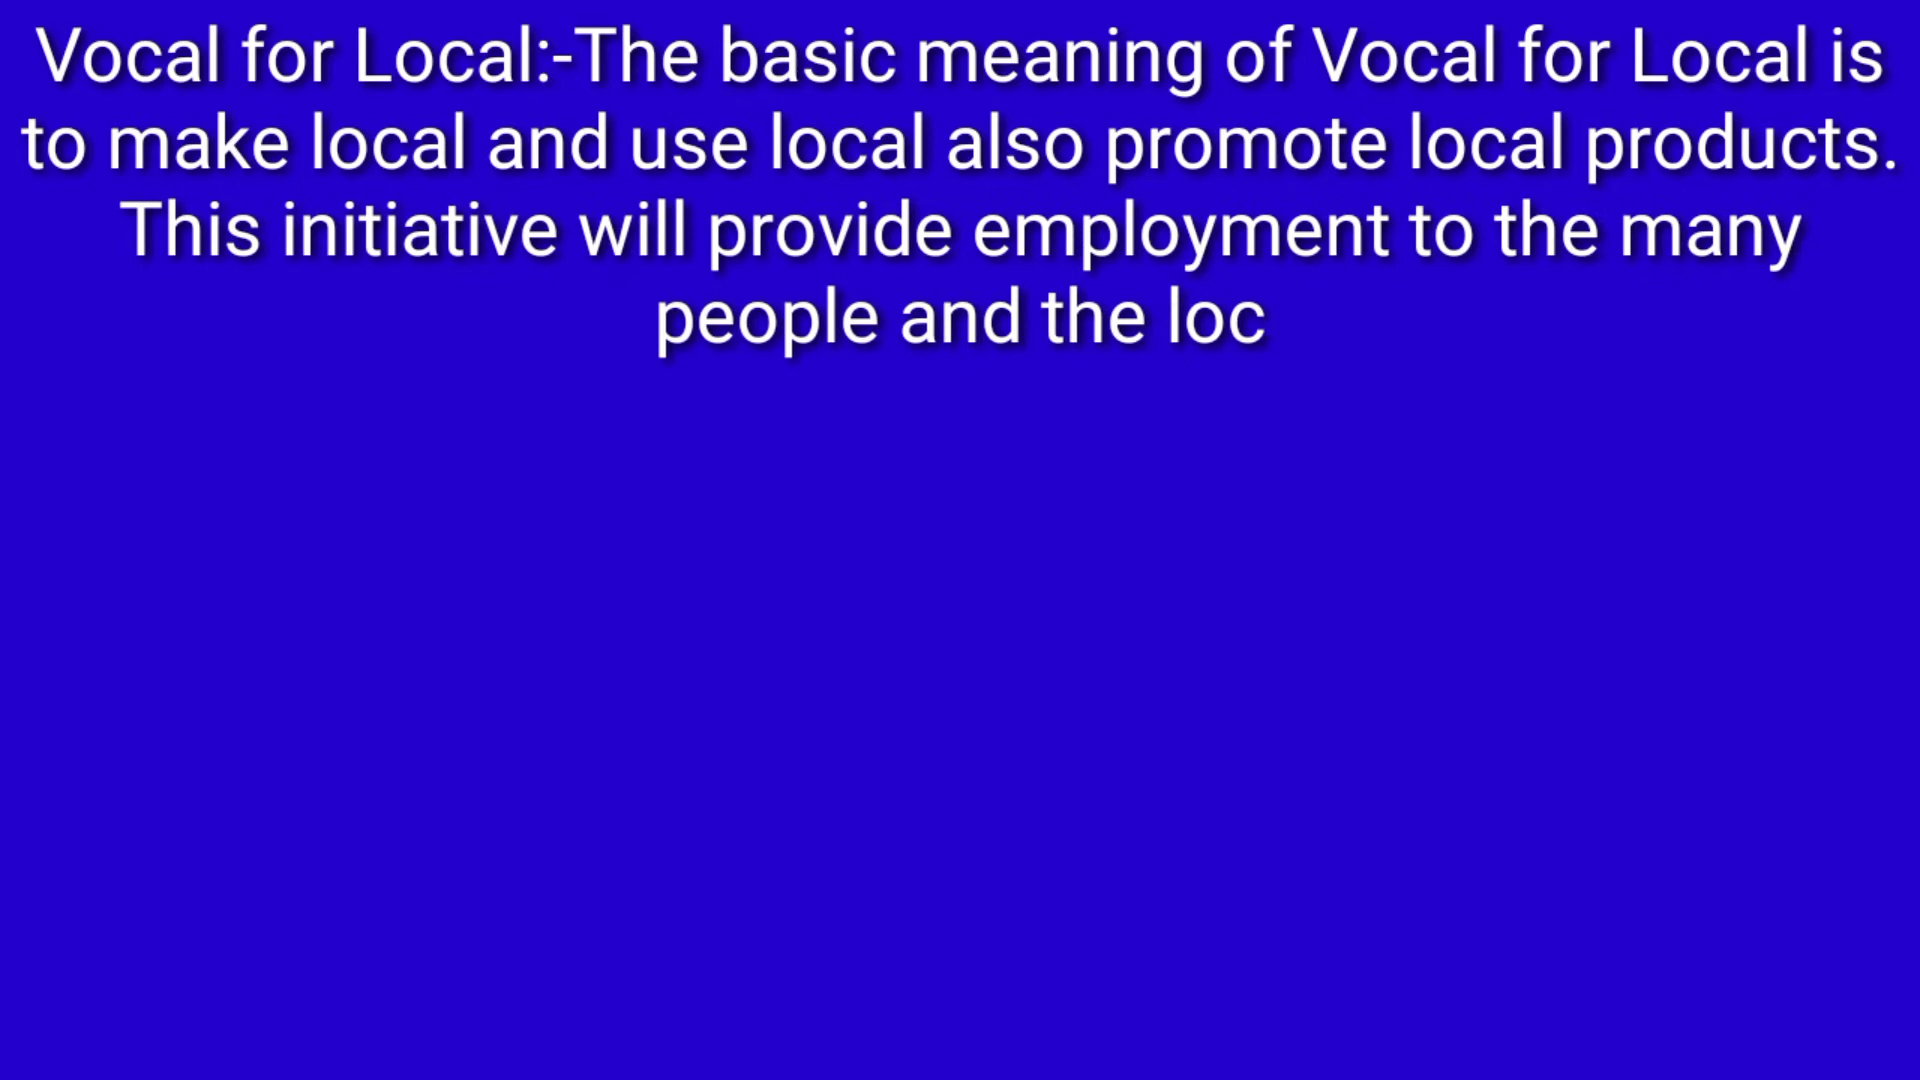 Vocal for Local:-The basic meaning of Vocal for Local is
to make local and use local also promote local products.
This initiative will provide employment to the many
people and the loc